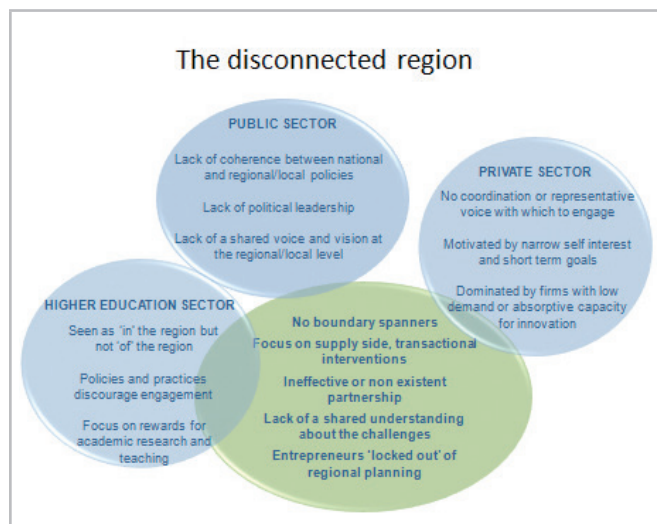 The disconnected region
PUBLIC SECTOR
Lack of coherence between national
and regional/local policies
Lack of political leadership
Lack of a shared voice and vision at
the regional/local level
PRIVATE SECTOR
No coordination or representative
voice with which to engage
Motivated by narrow self interest
and short term goals
Dominated by firms with low
demand or absorptive capacity
for innovation
HIGHER EDUCATION SECTOR
Seen as 'in' the region but
not 'of' the region
Policies and practices
discourage engagement
Focus on rewards for
academic research and
teaching
No boundary spanners
Focus on supply side, transactional
interventions
Ineffective or non existent
partnership
Lack of a shared understanding
about the challenges
Entrepreneurs 'locked out' of
regional planning